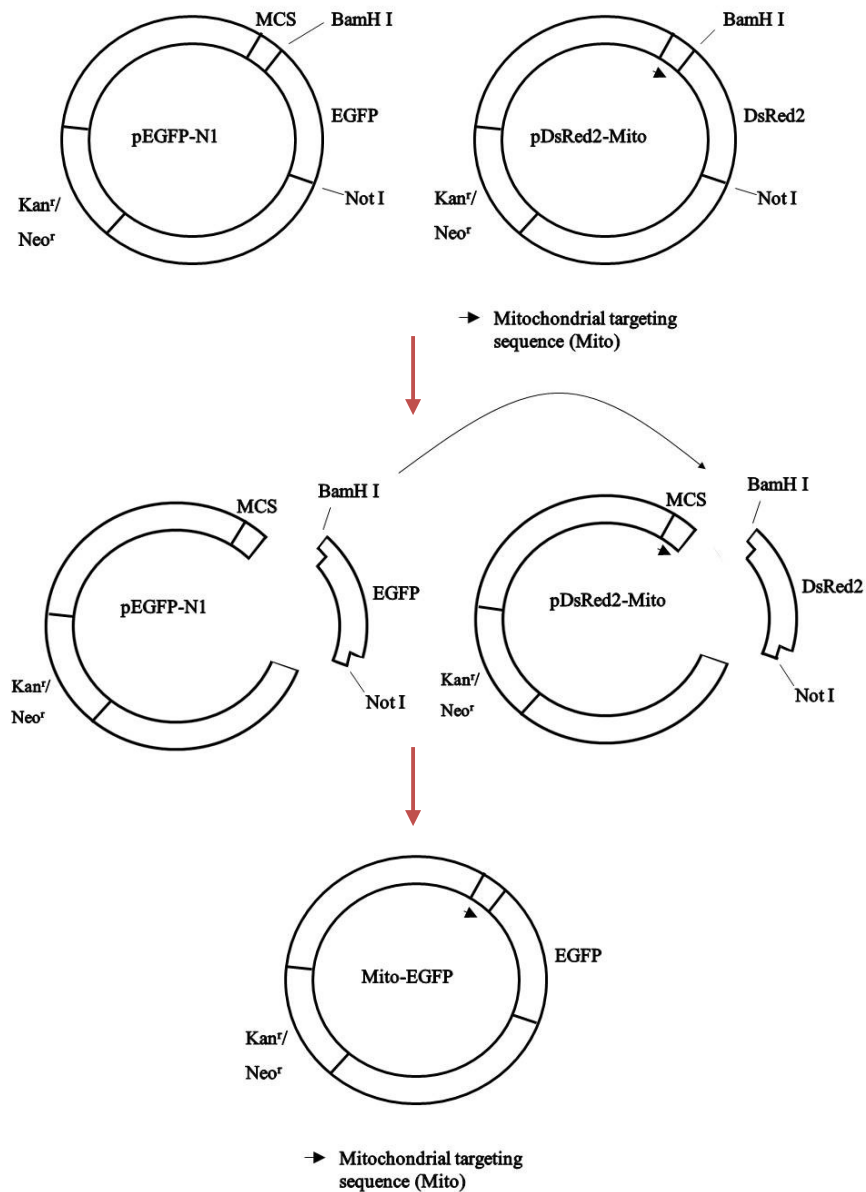 MCS
BamH I
pEGFP-N1
EGFP
Not I
Kanʳ/
Neoʳ
BamH I
pDsRed2-Mito
DsRed2
Not I
Kanʳ/
Neoʳ
Mitochondrial targeting
sequence (Mito)
MCS
BamH I
pEGFP-N1
EGFP
Not I
Kanʳ/
Neoʳ
MCS
BamH I
pDsRed2-Mito
DsRed2
Not I
Kanʳ/
Neoʳ
Mito-EGFP
EGFP
Kanʳ/
Neoʳ
Mitochondrial targeting
sequence (Mito)